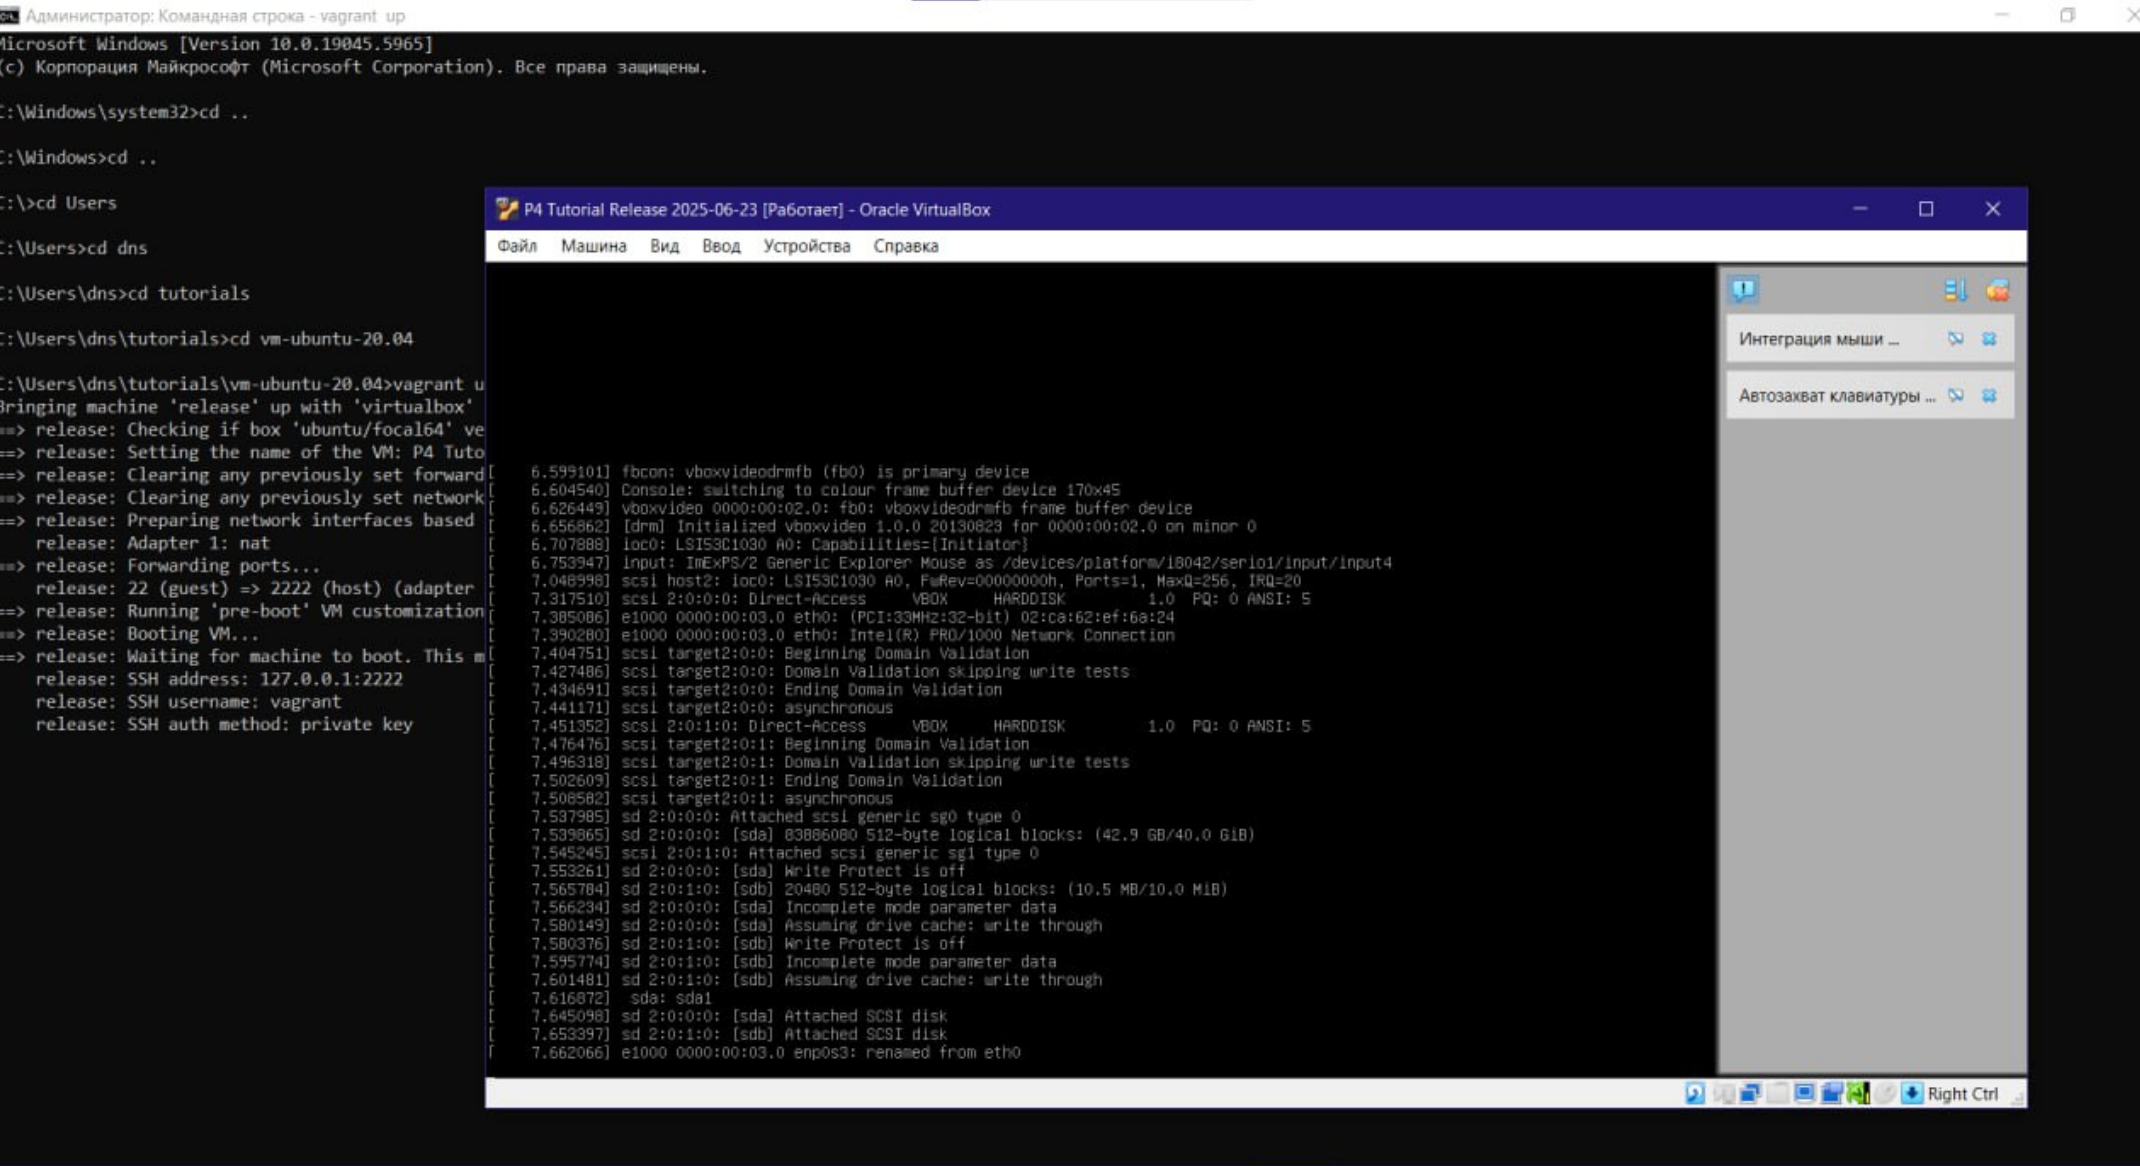 Администратор: Командная строка - vagrant up
Microsoft Windows [Version 10.0.19045.5965]
(c) Корпорация Майкрософт (Microsoft Corporation). Все права защищены.
C:\Windows\system32>cd ..
C:\Windows>cd ..
C:\>cd Users
C:\Users>cd dns
C:\Users\dns>cd tutorials
C:\Users\dns\tutorials>cd vm-ubuntu-20.04
C:\Users\dns\tutorials\vm-ubuntu-20.04>vagrant u
Bringing machine 'release' up with 'virtualbox'
==> release: Checking if box 'ubuntu/focal64' ve
==> release: Setting the name of the VM: P4 Tuto
==> release: Clearing any previously set forward
==> release: Clearing any previously set network
==> release: Preparing network interfaces based
release: Adapter 1: nat
==> release: Forwarding ports...
release: 22 (guest) => 2222 (host) (adapter
==> release: Running 'pre-boot' VM customization
==> release: Booting VM...
==> release: Waiting for machine to boot. This m
release: SSH address: 127.0.0.1:2222
release: SSH username: vagrant
release: SSH auth method: private key
P4 Tutorial Release 2025-06-23 [Работает] - Oracle VirtualBox
Файл Машина Вид Ввод Устройства Справка
[ 6.599101] fbcon: vboxvideodrmfb (fb0) is primary device
[ 6.604540] Console: switching to colour frame buffer device 170x45
[ 6.626449] vboxvideo 0000:00:02.0: fb0: vboxvideodrmfb frame buffer device
[ 6.656862] [drm] Initialized vboxvideo 1.0.0 20130823 for 0000:00:02.0 on minor 0
[ 6.707888] ioc0: LSI53C1030 A0: Capabilities={Initiator}
[ 6.753947] input: ImExPS/2 Generic Explorer Mouse as /devices/platform/i8042/serio1/input/input4
[ 7.048998] scsi host2: ioc0: LSI53C1030 A0, FwRev=00000000h, Ports=1, MaxQ=256, IRQ=20
[ 7.317510] scsi 2:0:0:0: Direct-Access VBOX HARDDISK 1.0 PQ: 0 ANSI: 5
[ 7.385086] e1000 0000:00:03.0 eth0: (PCI:33MHz:32-bit) 02:ca:62:ef:6a:24
[ 7.390280] e1000 0000:00:03.0 eth0: Intel(R) PRO/1000 Network Connection
[ 7.404751] scsi target2:0:0: Beginning Domain Validation
[ 7.427486] scsi target2:0:0: Domain Validation skipping write tests
[ 7.434691] scsi target2:0:0: Ending Domain Validation
[ 7.441171] scsi target2:0:0: asynchronous
[ 7.451352] scsi 2:0:1:0: Direct-Access VBOX HARDDISK 1.0 PQ: 0 ANSI: 5
[ 7.476476] scsi target2:0:1: Beginning Domain Validation
[ 7.496318] scsi target2:0:1: Domain Validation skipping write tests
[ 7.502609] scsi target2:0:1: Ending Domain Validation
[ 7.508582] scsi target2:0:1: asynchronous
[ 7.537985] sd 2:0:0:0: Attached scsi generic sg0 type 0
[ 7.539865] sd 2:0:0:0: [sda] 83886080 512-byte logical blocks: (42.9 GB/40.0 GiB)
[ 7.545245] scsi 2:0:1:0: Attached scsi generic sg1 type 0
[ 7.553261] sd 2:0:0:0: [sda] Write Protect is off
[ 7.565784] sd 2:0:1:0: [sdb] 20480 512-byte logical blocks: (10.5 MB/10.0 MiB)
[ 7.566234] sd 2:0:0:0: [sda] Incomplete mode parameter data
[ 7.580149] sd 2:0:0:0: [sda] Assuming drive cache: write through
[ 7.580376] sd 2:0:1:0: [sdb] Write Protect is off
[ 7.595774] sd 2:0:1:0: [sdb] Incomplete mode parameter data
[ 7.601481] sd 2:0:1:0: [sdb] Assuming drive cache: write through
[ 7.616872] sda: sda1
[ 7.645098] sd 2:0:0:0: [sda] Attached SCSI disk
[ 7.653397] sd 2:0:1:0: [sdb] Attached SCSI disk
[ 7.662066] e1000 0000:00:03.0 enp0s3: renamed from eth0
Интеграция мыши ...
Автозахват клавиатуры ...
Right Ctrl